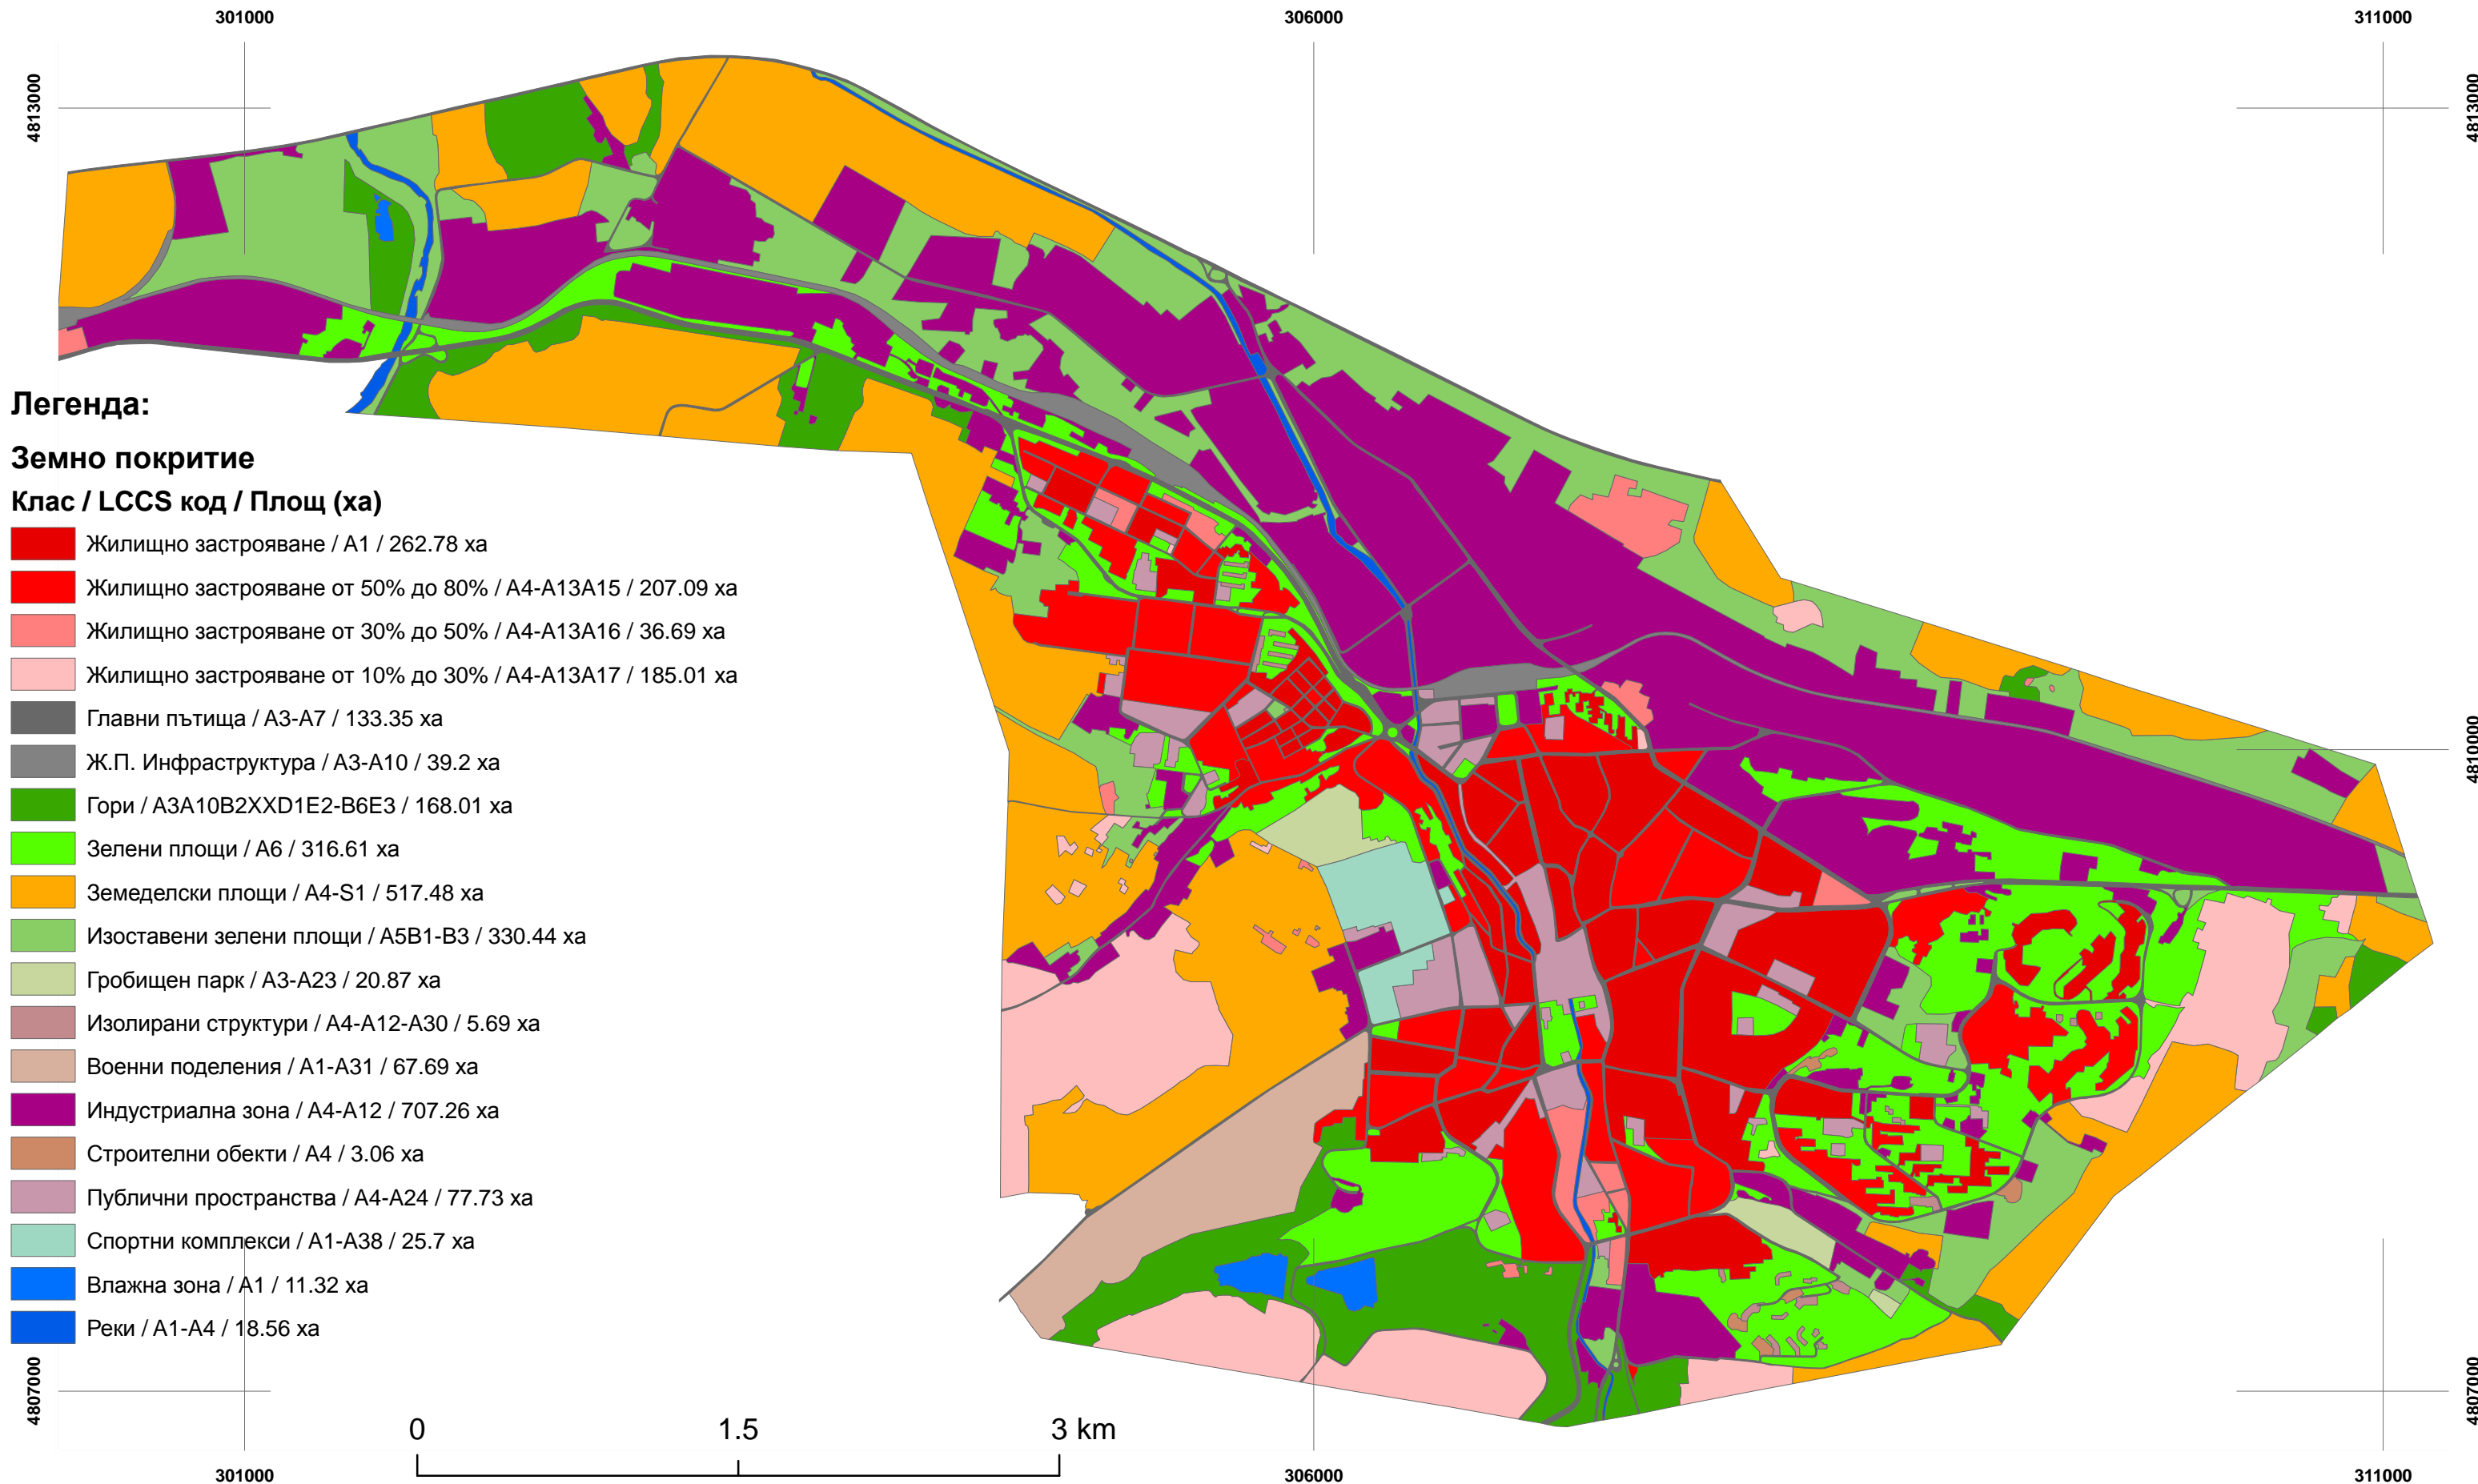 301000 306000 311000
4813000 4813000
Легенда:
Земно покритие
Клас / LCCS код / Площ (ха)
Жилищно застрояване / A1 / 262.78 ха
Жилищно застрояване от 50% до 80% / A4-A13A15 / 207.09 ха
Жилищно застрояване от 30% до 50% / A4-A13A16 / 36.69 ха
Жилищно застрояване от 10% до 30% / A4-A13A17 / 185.01 ха
Главни пътища / A3-A7 / 133.35 ха
Ж.П. Инфраструктура / A3-A10 / 39.2 ха
4810000
Гори / A3A10B2XXD1E2-B6E3 / 168.01 ха
Зелени площи / A6 / 316.61 ха
Земеделски площи / A4-S1 / 517.48 ха
Изоставени зелени площи / A5B1-B3 / 330.44 ха
Гробищен парк / A3-A23 / 20.87 ха
Изолирани структури / A4-A12-A30 / 5.69 ха
Военни поделения / A1-A31 / 67.69 ха
Индустриална зона / A4-A12 / 707.26 ха
Строителни обекти / A4 / 3.06 ха
Публични пространства / A4-A24 / 77.73 ха
Спортни комплекси / A1-A38 / 25.7 ха
Влажна зона / A1 / 11.32 ха
Реки / A1-A4 / 18.56 ха
4807000 4807000
0 1.5 3 km
301000 306000 311000